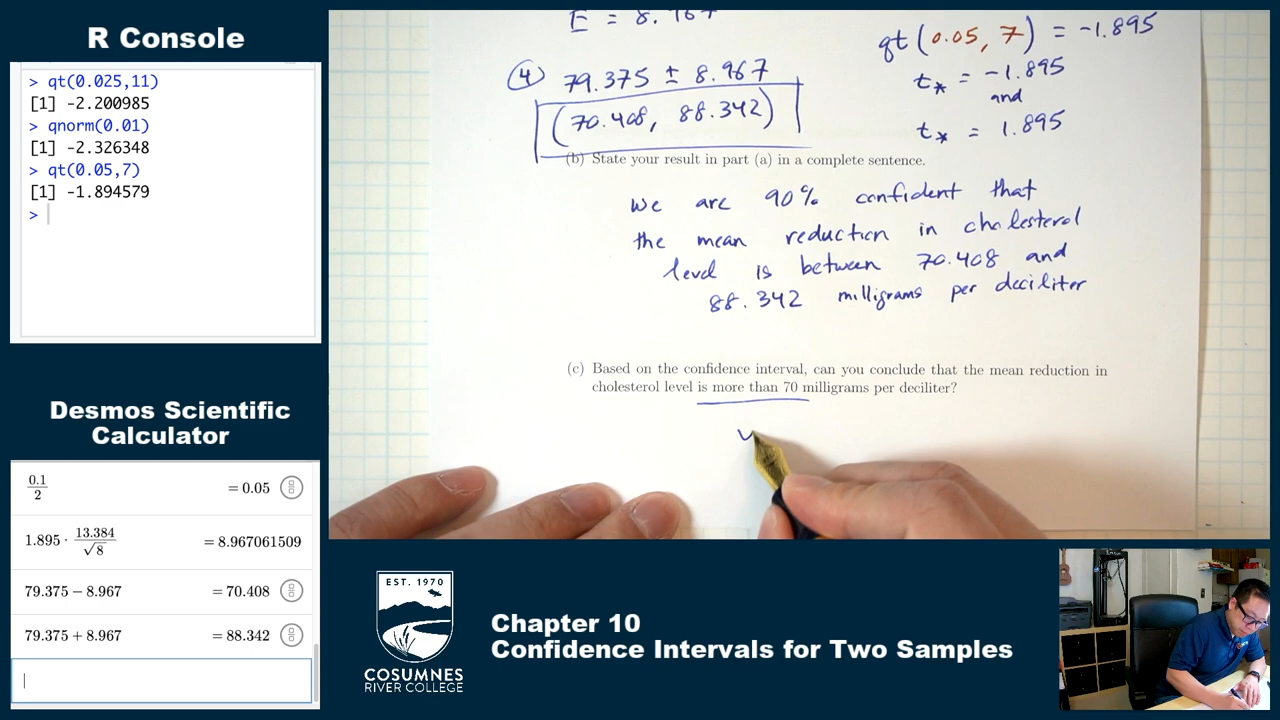 R Console
> qt(0.025,11)
[1] -2.200985
> qnorm(0.01)
[1] -2.326348
> qt(0.05,7)
[1] -1.894579
>
Desmos Scientific
Calculator
0.1/2 = 0.05
1.895 · 13.384/√8 = 8.967061509
79.375 − 8.967 = 70.408
79.375 + 8.967 = 88.342
E = 8.967
qt(0.05, 7) = -1.895
t* = -1.895
and
t* = 1.895
④ 79.375 ± 8.967
(70.408, 88.342)
(b) State your result in part (a) in a complete sentence.
We are 90% confident that
the mean reduction in cholesterol
level is between 70.408 and
88.342 milligrams per deciliter
(c) Based on the confidence interval, can you conclude that the mean reduction in
cholesterol level is more than 70 milligrams per deciliter?
EST. 1970
COSUMNES
RIVER COLLEGE
Chapter 10
Confidence Intervals for Two Samples